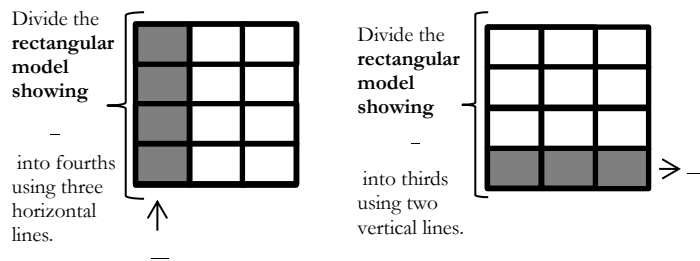 Divide the
rectangular
model
showing
_
into fourths
using three
horizontal
lines.
_
Divide the
rectangular
model
showing
_
into thirds
using two
vertical lines.
_